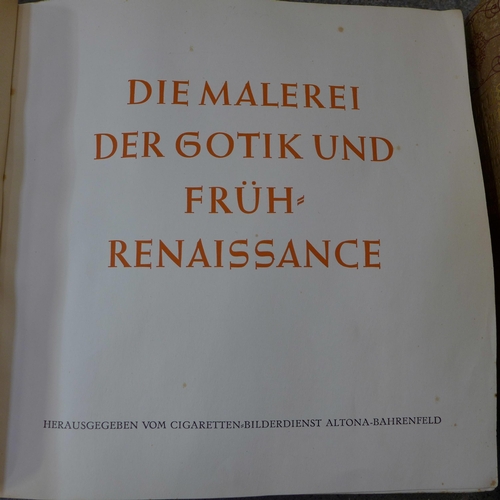 DIE MALEREI
DER GOTIK UND
FRÜH-
RENAISSANCE
HERAUSGEGEBEN VOM CIGARETTEN-BILDERDIENST ALTONA-BAHRENFELD